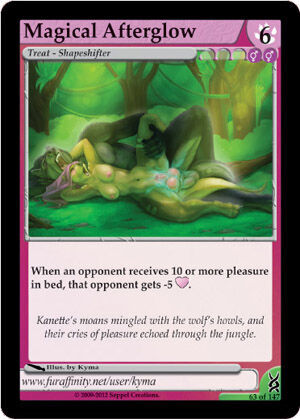 Magical Afterglow
6
Treat - Shapeshifter
When an opponent receives 10 or more pleasure
in bed, that opponent gets -5 .
Kanette's moans mingled with the wolf's howls, and
their cries of pleasure echoed through the jungle.
Illus. by Kyma
www.furaffinity.net/user/kyma
© 2009-2012 Seppel Creations.
63 of 147